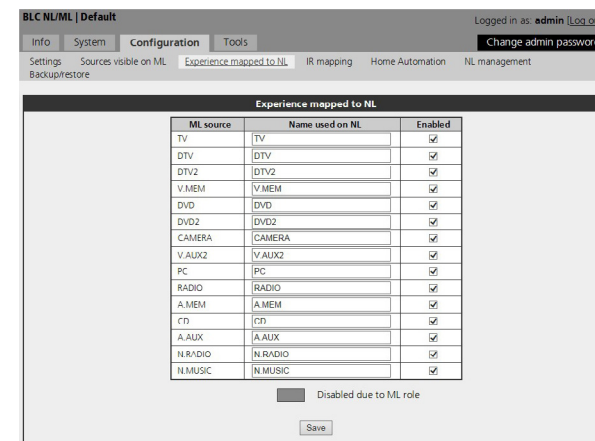 BLC NL/ML | Default
Logged in as: admin [Log o
Info System Configuration Tools
Change admin passwor
Settings Sources visible on ML Experience mapped to NL IR mapping Home Automation NL management
Backup/restore
Experience mapped to NL
ML source Name used on NL Enabled
TV TV
DTV DTV
DTV2 DTV2
V.MEM V.MEM
DVD DVD
DVD2 DVD2
CAMERA CAMERA
V.AUX2 V.AUX2
PC PC
RADIO RADIO
A.MEM A.MEM
CD CD
A.AUX A.AUX
N.RADIO N.RADIO
N.MUSIC N.MUSIC
Disabled due to ML role
Save